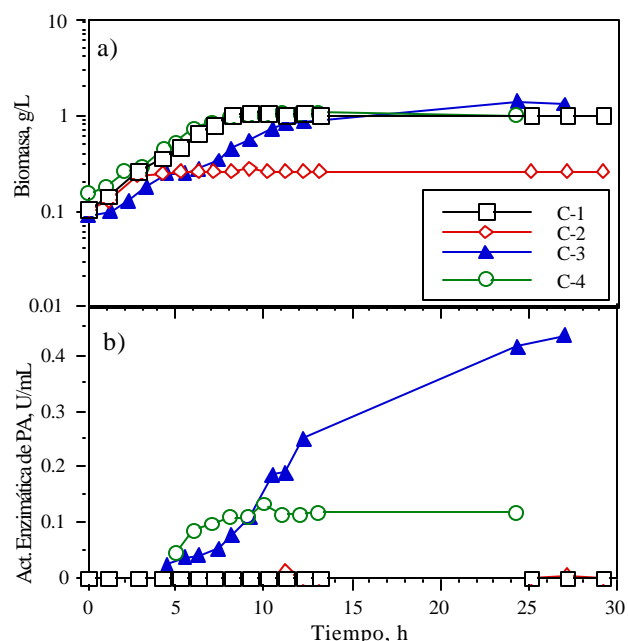 a)
10
1
0.1
0.01
Biomasa, g/L
C-1
C-2
C-3
C-4
b)
0.4
0.3
0.2
0.1
0
Act. Enzimática de PA, U/mL
0 5 10 15 20 25 30
Tiempo, h